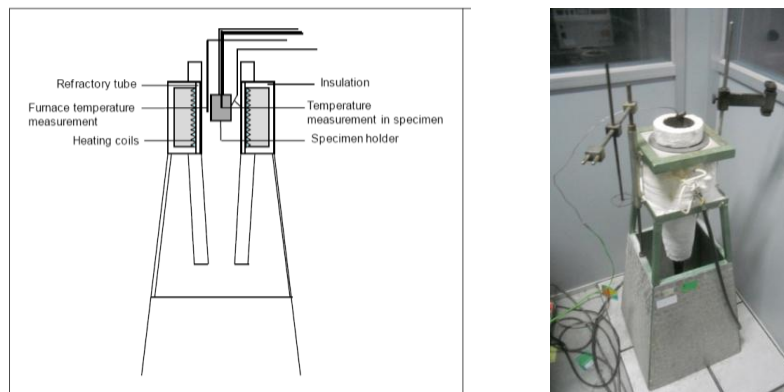 Refractory tube
Furnace temperature
measurement
Heating coils
Insulation
Temperature
measurement in specimen
Specimen holder